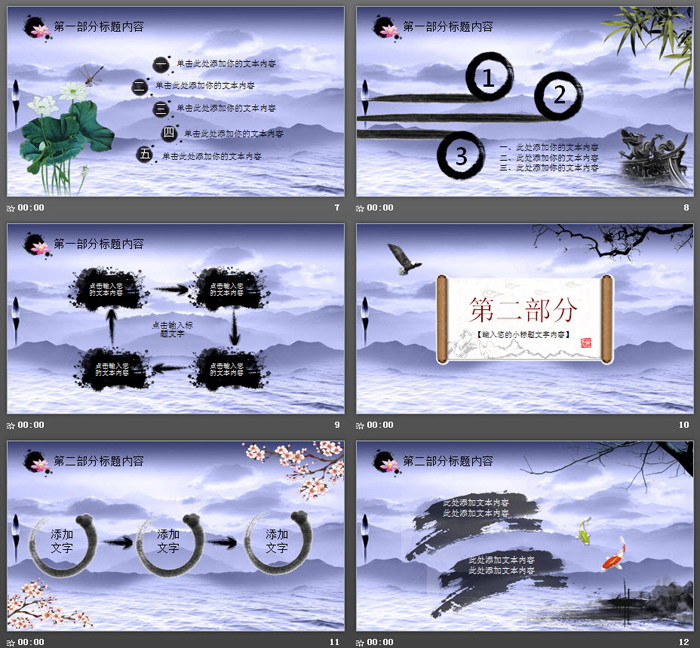 第一部分标题内容
一 单击此处添加你的文本内容
二 单击此处添加你的文本内容
三 单击此处添加你的文本内容
四 单击此处添加你的文本内容
五 单击此处添加你的文本内容
00:00 7
1
2
3
一、此处添加你的文本内容
二、此处添加你的文本内容
三、此处添加你的文本内容
00:00 8
第一部分标题内容
点击输入您
的文本内容
点击输入您
的文本内容
点击输入标
题文字
点击输入您
的文本内容
点击输入您
的文本内容
00:00 9
第二部分
【输入您的小标题文字内容】
00:00 10
第二部分标题内容
添加
文字
添加
文字
添加
文字
00:00 11
第二部分标题内容
此处添加文本内容
此处添加文本内容
此处添加文本内容
此处添加文本内容
00:00 12